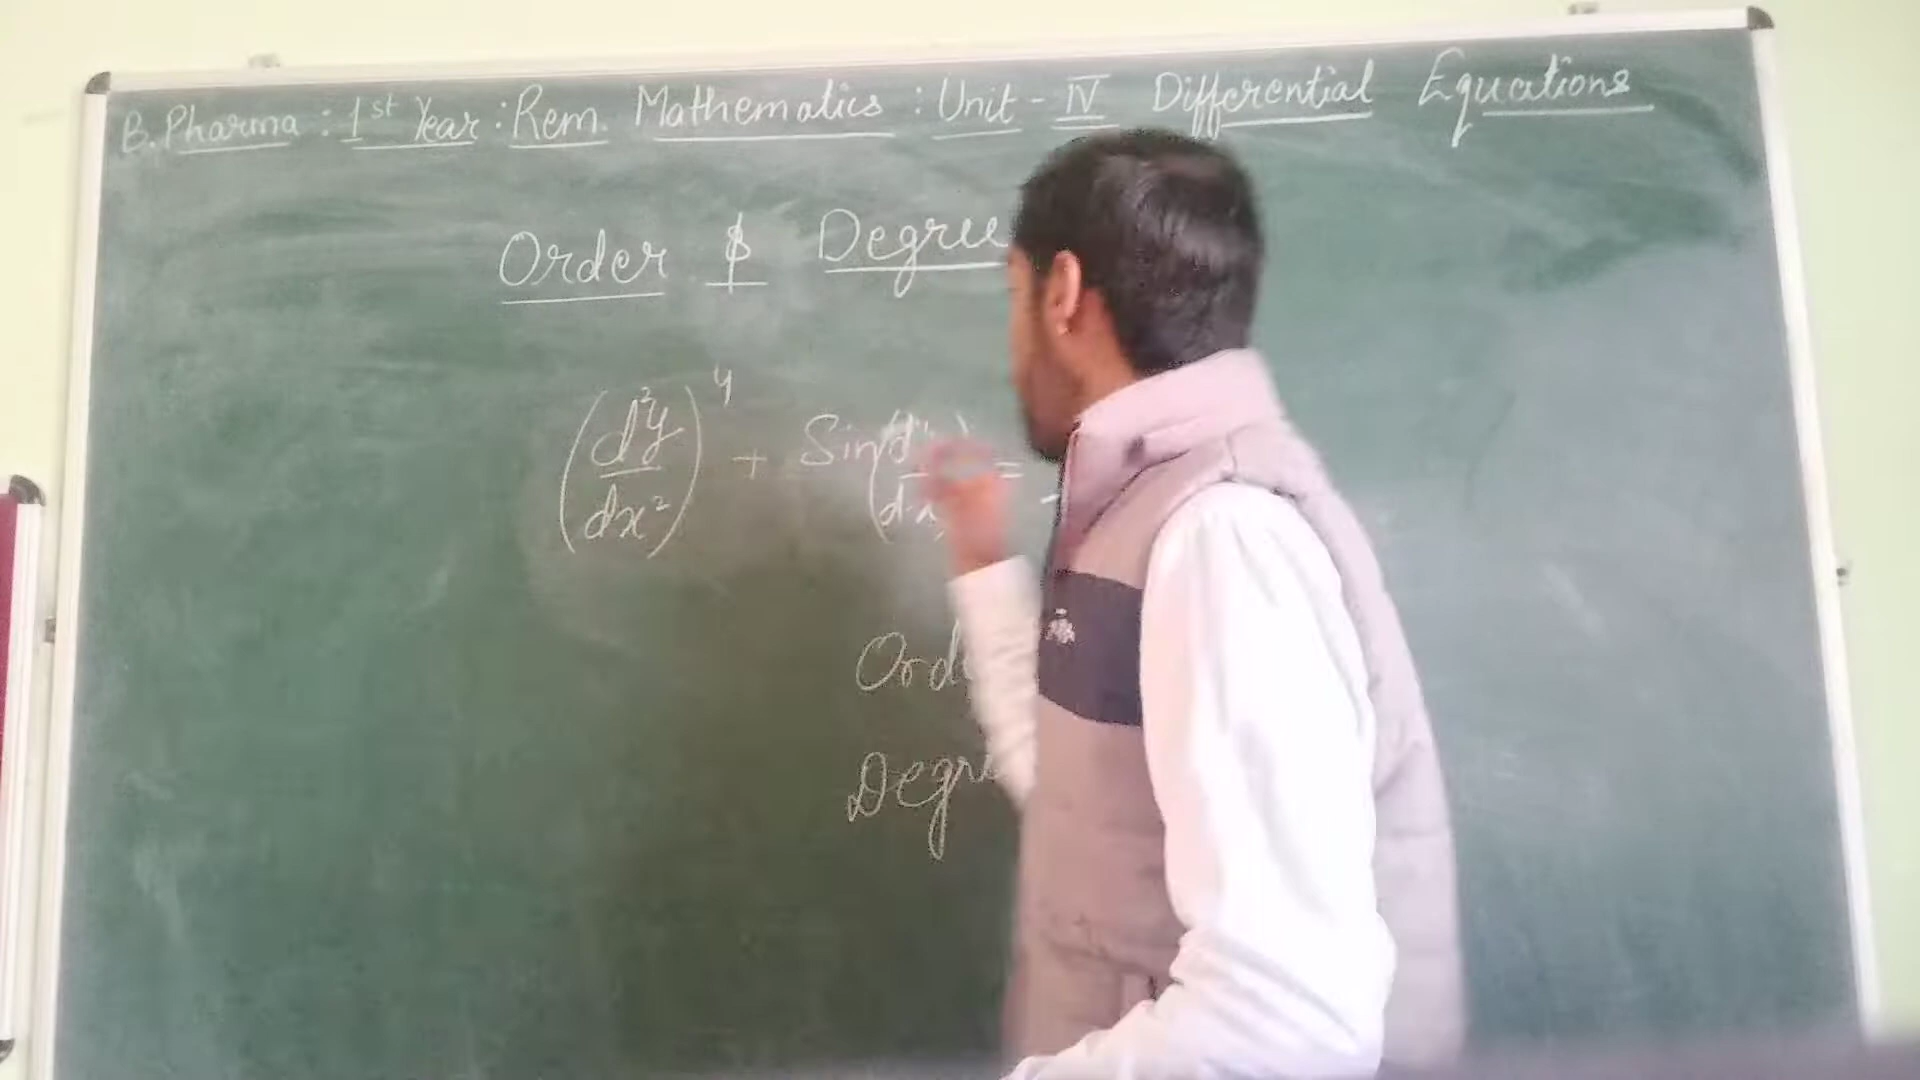 B. Pharma : 1st Year : Rem. Mathematics : Unit - IV Differential Equations
Order & Degree
(d²y/dx²)⁴ + Sin(d =
Ord
Degre